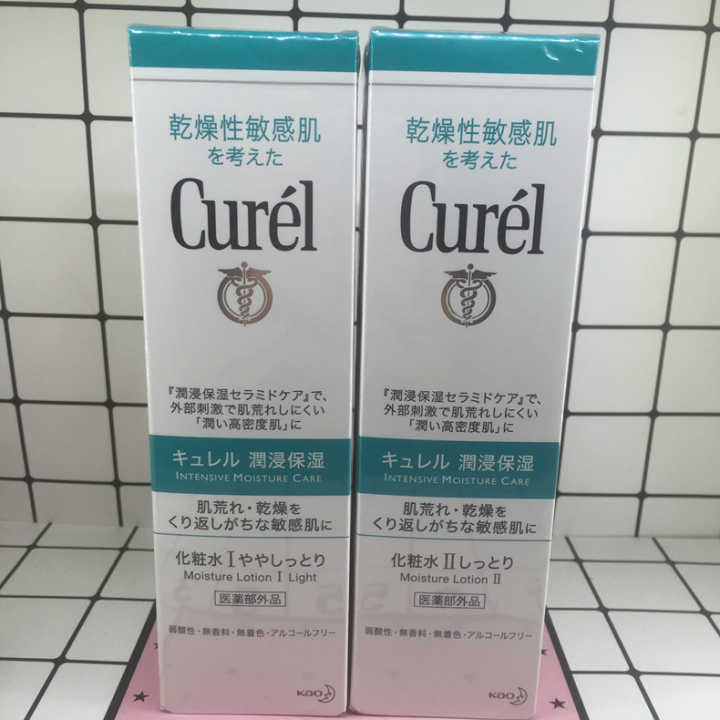 乾燥性敏感肌
を考えた
Curél
『潤浸保湿セラミドケア』で、
外部刺激で肌荒れしにくい
「潤い高密度肌」に
キュレル 潤浸保湿
INTENSIVE MOISTURE CARE
肌荒れ・乾燥を
くり返しがちな敏感肌に
化粧水 I ややしっとり
Moisture Lotion I Light
医薬部外品
弱酸性・無香料・無着色・アルコールフリー
Kao
乾燥性敏感肌
を考えた
Curél
『潤浸保湿セラミドケア』で、
外部刺激で肌荒れしにくい
「潤い高密度肌」に
キュレル 潤浸保湿
INTENSIVE MOISTURE CARE
肌荒れ・乾燥を
くり返しがちな敏感肌に
化粧水 II しっとり
Moisture Lotion II
医薬部外品
弱酸性・無香料・無着色・アルコールフリー
Kao